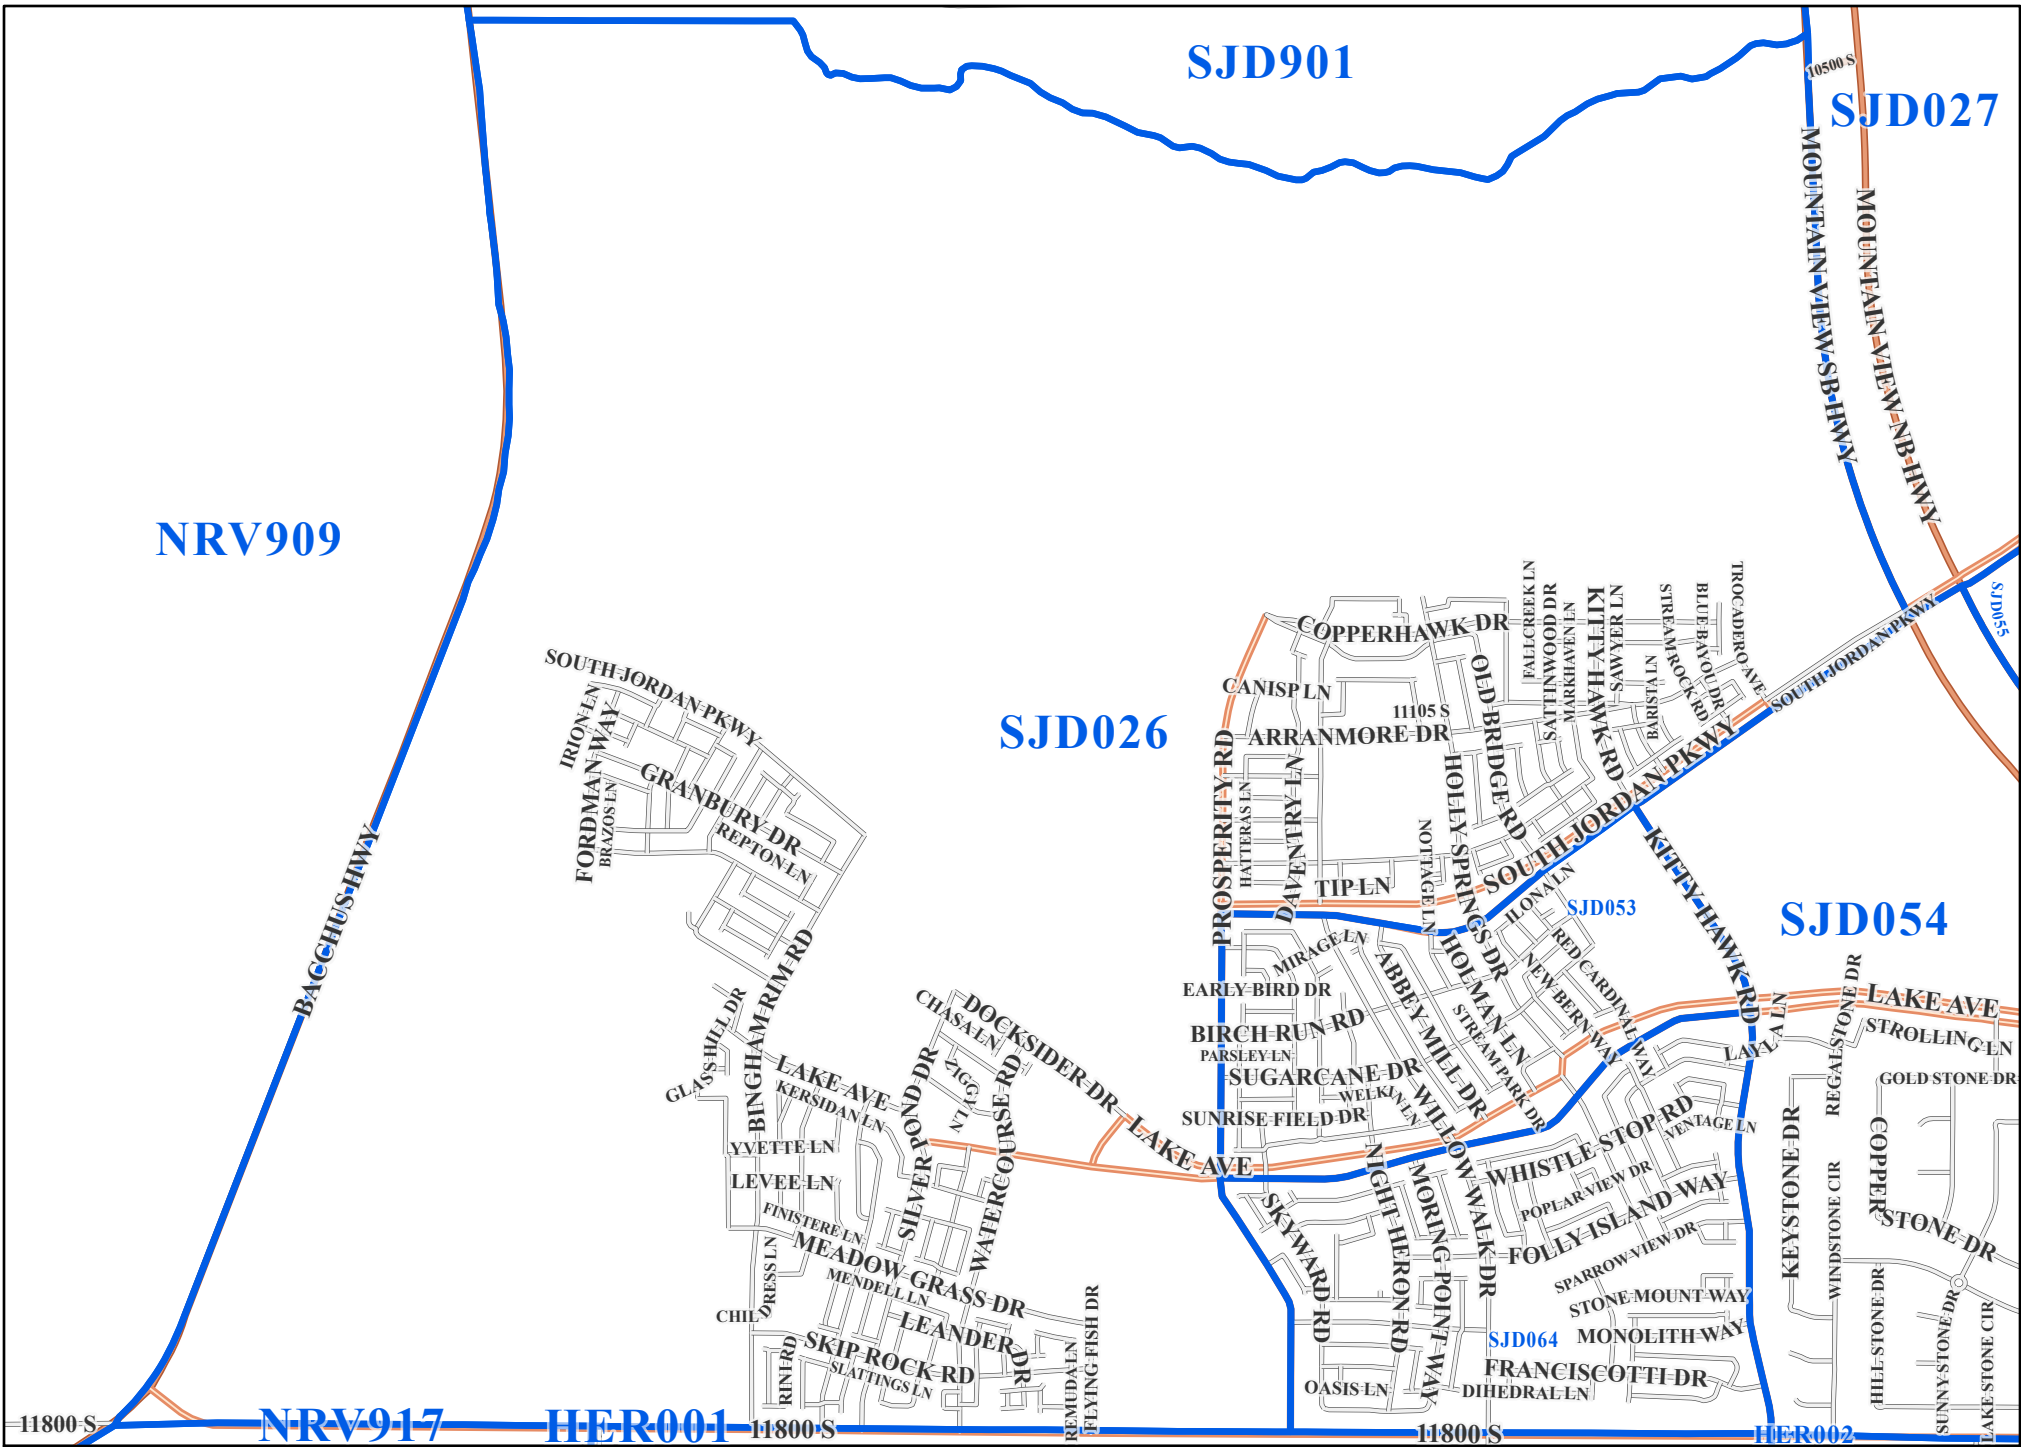 SJD901
10500 S
SJD027
MOUNTAIN VIEW SB HWY
MOUNTAIN VIEW NB HWY
NRV909
SJD055
FALLCREEK LN
SATTINWOOD DR
MARKHAVEN LN
KITTY HAWK RD
SAWYER LN
STREAM ROCK RD
BLUE BAYOU DR
TROCADERO AVE
COPPERHAWK DR
SOUTH JORDAN PKWY
SOUTH JORDAN PKWY
IRION LN
FORDMAN WAY
CANISP LN
OLD BRIDGE RD
BARRISTA LN
11105 S
SJD026
ARRANMORE DR
PROSPERITY RD
SOUTH JORDAN PKWY
GRANBURY DR
BRAZOS LN
REPTON LN
HATTERAS LN
DAVENTRY LN
HOLLY SPRINGS DR
NOTTAGE LN
TIP LN
BACCHUS HWY
ILONA LN
SJD053
KITTY HAWK RD
SJD054
BINGHAM RIM RD
MIRAGE LN
ABBEY MILL DR
HOLMAN LN
RED CARDINAL WAY
NEW BERN WAY
EARLY BIRD DR
GLASS HILL DR
CHASA LN
DOCKSIDER DR
BIRCH RUN RD
STREAM PARK DR
REGALSTONE DR
LAKE AVE
STROLLING LN
LAYLA LN
PARSLEY LN
SUGARCANE DR
LAKE AVE
KERSIDAN LN
SILVER POND DR
ZIGGY LN
WATERCOURSE RD
WELKIN LN
WILLOW WALK DR
GOLD STONE DR
SUNRISE FIELD DR
LAKE AVE
WHISTLE STOP RD
VENTAGE LN
KEYSTONE DR
COPPER STONE DR
YVETTE LN
LEVEE LN
NIGHT HERON RD
MORING POINT WAY
POPLAR VIEW DR
FOLLY ISLAND WAY
WINDSTONE CIR
SKYWARD RD
FINISTERE LN
MEADOW GRASS DR
MENDELL LN
CHILDRESS LN
SPARROW VIEW DR
STONE MOUNT WAY
MONOLITH WAY
SJD064
LEANDER DR
SKIP ROCK RD
SLATTINGS LN
RINI RD
REMUDA LN
FLYING FISH DR
FRANCISCOTTI DR
OASIS LN
DIHEDRAL LN
HILL STONE DR
SUNNY STONE DR
LAKE STONE CIR
11800 S
NRV917
HER001
11800 S
11800 S
HER002